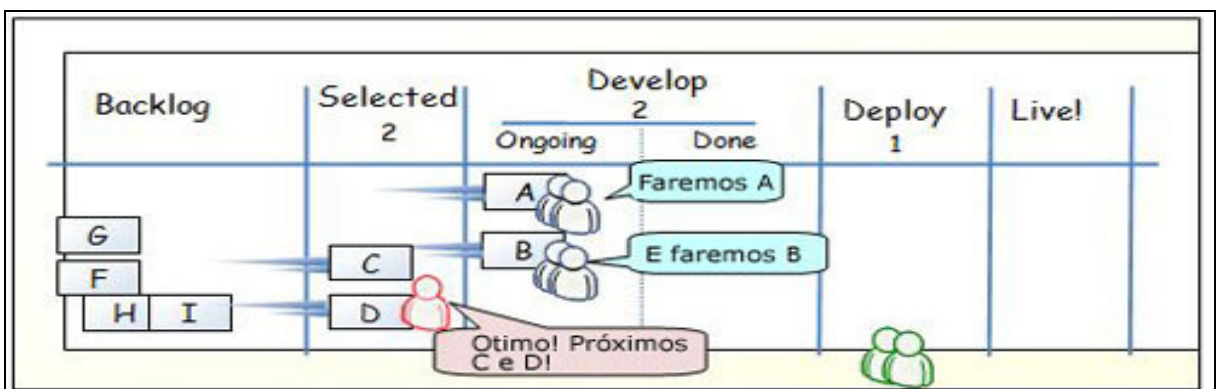 Backlog
Selected
2
Develop
2
Ongoing
Done
Deploy
1
Live!
A
Faremos A
G
C
B
E faremos B
F
H
I
D
Otimo! Próximos
C e D!